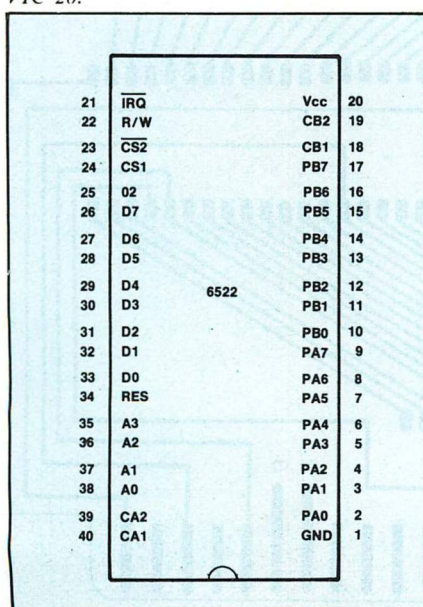 VIC 20.
21 IRQ Vcc 20
22 R/W CB2 19
23 CS2 CB1 18
24 CS1 PB7 17
25 02 PB6 16
26 D7 PB5 15
27 D6 PB4 14
28 D5 PB3 13
29 D4 PB2 12
30 D3 6522 PB1 11
31 D2 PB0 10
32 D1 PA7 9
33 D0 PA6 8
34 RES PA5 7
35 A3 PA4 6
36 A2 PA3 5
37 A1 PA2 4
38 A0 PA1 3
39 CA2 PA0 2
40 CA1 GND 1